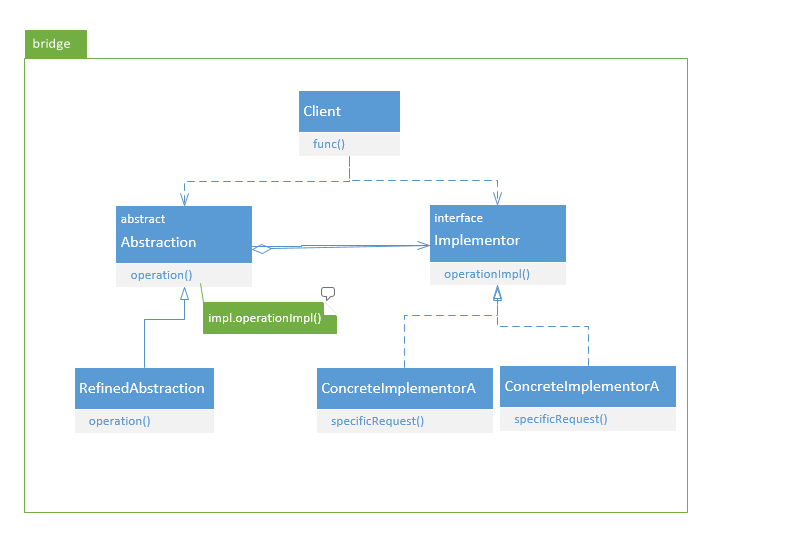 bridge
Client
func()
abstract
Abstraction
operation()
interface
Implementor
operationImpl()
impl.operationImpl()
RefinedAbstraction
operation()
ConcreteImplementorA
specificRequest()
ConcreteImplementorA
specificRequest()